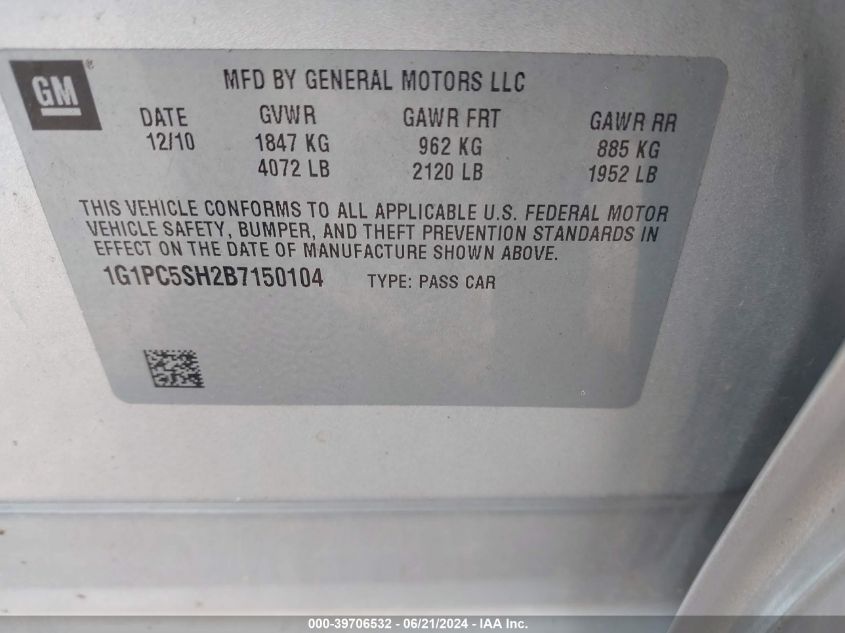 GM ®
MFD BY GENERAL MOTORS LLC
DATE GVWR GAWR FRT GAWR RR
12/10 1847 KG 962 KG 885 KG
4072 LB 2120 LB 1952 LB
THIS VEHICLE CONFORMS TO ALL APPLICABLE U.S. FEDERAL MOTOR
VEHICLE SAFETY, BUMPER, AND THEFT PREVENTION STANDARDS IN
EFFECT ON THE DATE OF MANUFACTURE SHOWN ABOVE.
1G1PC5SH2B7150104 TYPE: PASS CAR
000-39706532 - 06/21/2024 - IAA Inc.